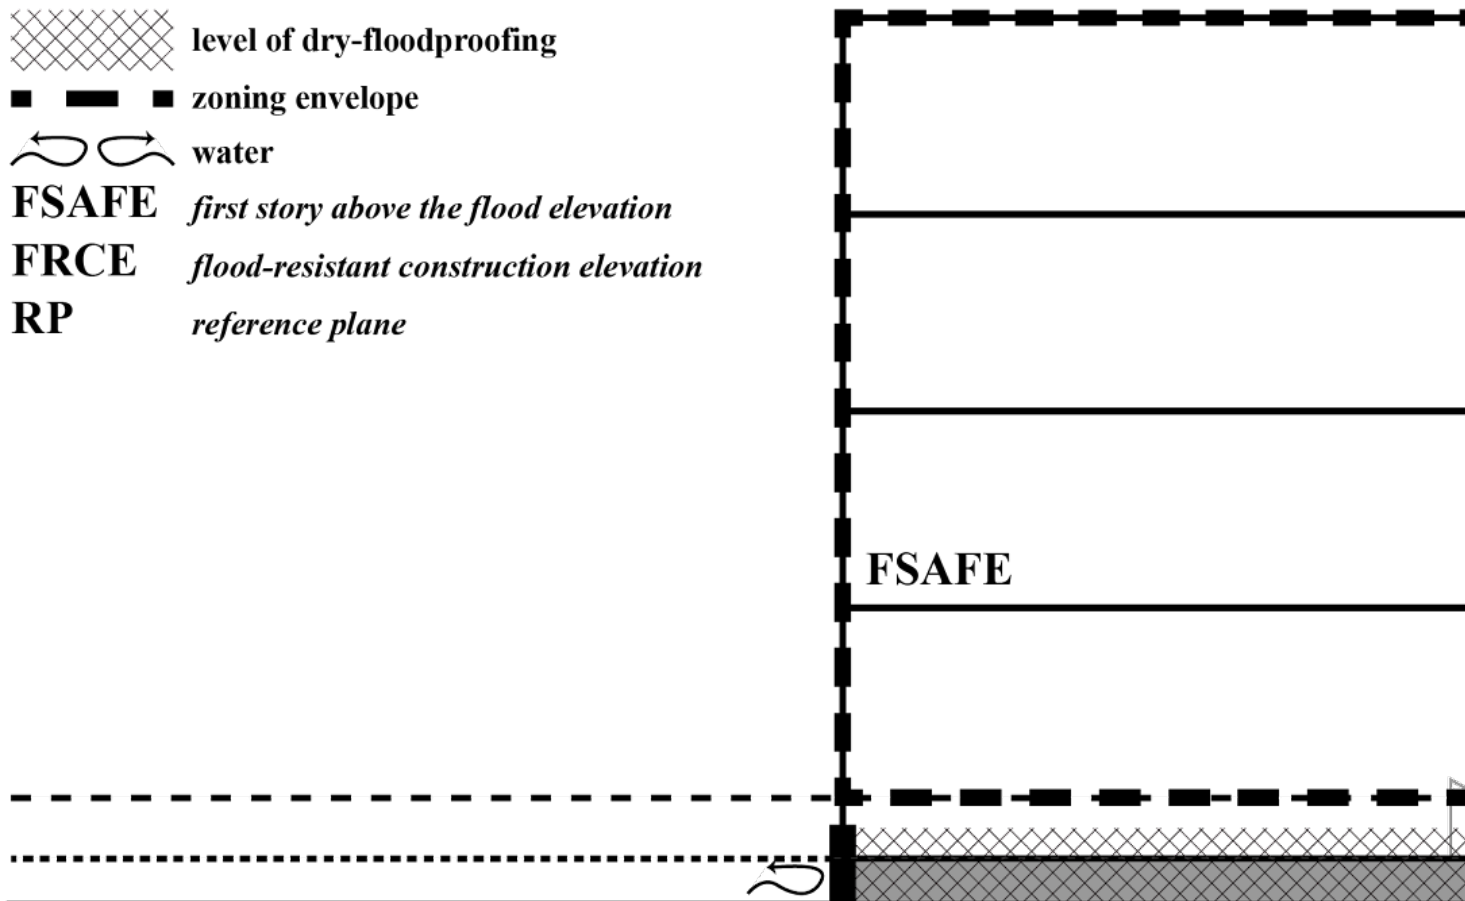 level of dry-floodproofing
zoning envelope
water
FSAFE first story above the flood elevation
FRCE flood-resistant construction elevation
RP reference plane
FSAFE